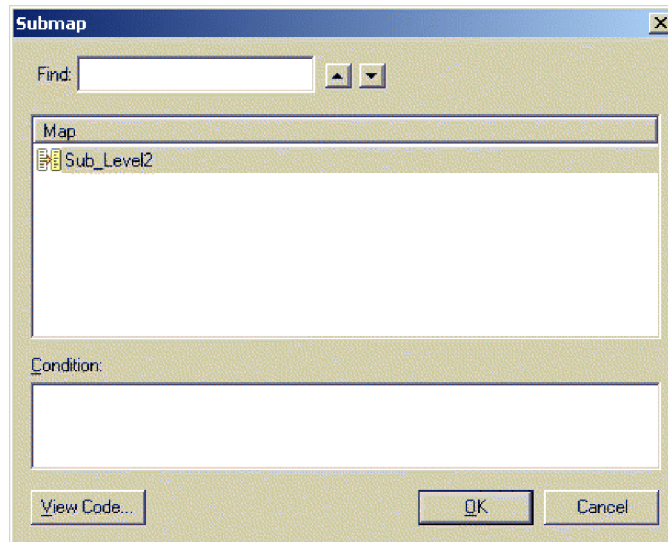 Submap
Find:
Map
Sub_Level2
Condition:
View Code... OK Cancel